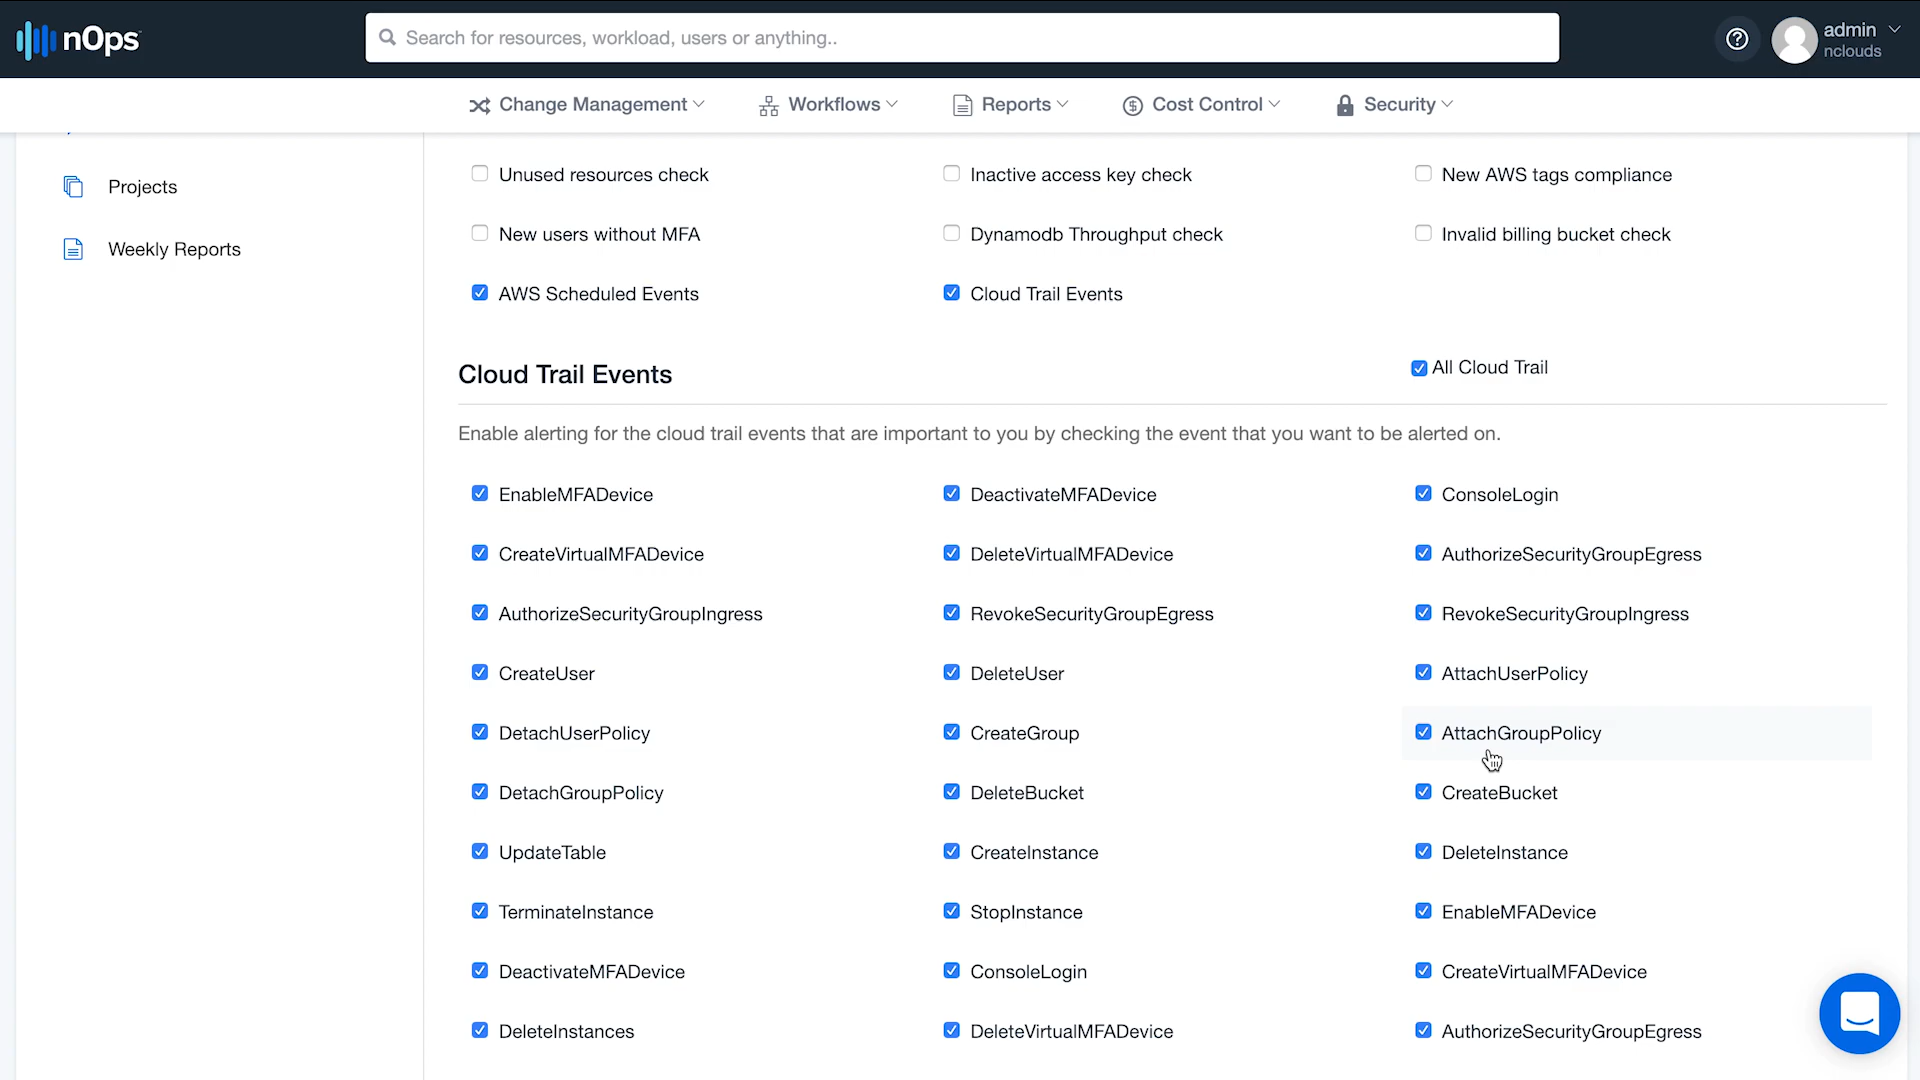 nOps
Search for resources, workload, users or anything..
admin
nclouds
Change Management
Workflows
Reports
Cost Control
Security
Projects
Weekly Reports
Unused resources check
Inactive access key check
New AWS tags compliance
New users without MFA
Dynamodb Throughput check
Invalid billing bucket check
AWS Scheduled Events
Cloud Trail Events
Cloud Trail Events
All Cloud Trail
Enable alerting for the cloud trail events that are important to you by checking the event that you want to be alerted on.
EnableMFADevice
DeactivateMFADevice
ConsoleLogin
CreateVirtualMFADevice
DeleteVirtualMFADevice
AuthorizeSecurityGroupEgress
AuthorizeSecurityGroupIngress
RevokeSecurityGroupEgress
RevokeSecurityGroupIngress
CreateUser
DeleteUser
AttachUserPolicy
DetachUserPolicy
CreateGroup
AttachGroupPolicy
DetachGroupPolicy
DeleteBucket
CreateBucket
UpdateTable
CreateInstance
DeleteInstance
TerminateInstance
StopInstance
EnableMFADevice
DeactivateMFADevice
ConsoleLogin
CreateVirtualMFADevice
DeleteInstances
DeleteVirtualMFADevice
AuthorizeSecurityGroupEgress